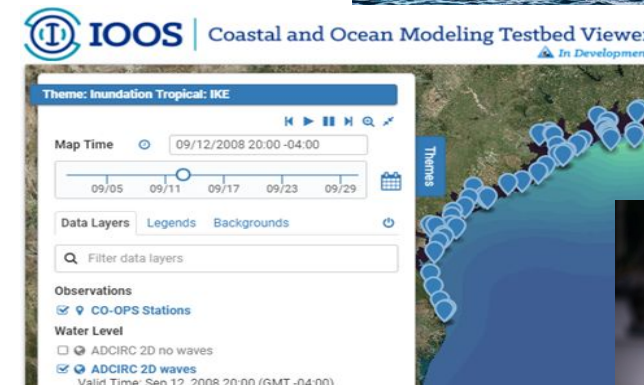 IOOS Coastal and Ocean Modeling Testbed Viewer
In Development
Theme: Inundation Tropical: IKE
Map Time 09/12/2008 20:00 -04:00
09/05 09/11 09/17 09/23 09/29
Themes
Data Layers Legends Backgrounds
Filter data layers
Observations
CO-OPS Stations
Water Level
ADCIRC 2D no waves
ADCIRC 2D waves
Valid Time: Sep 12, 2008 20:00 (GMT -04:00)